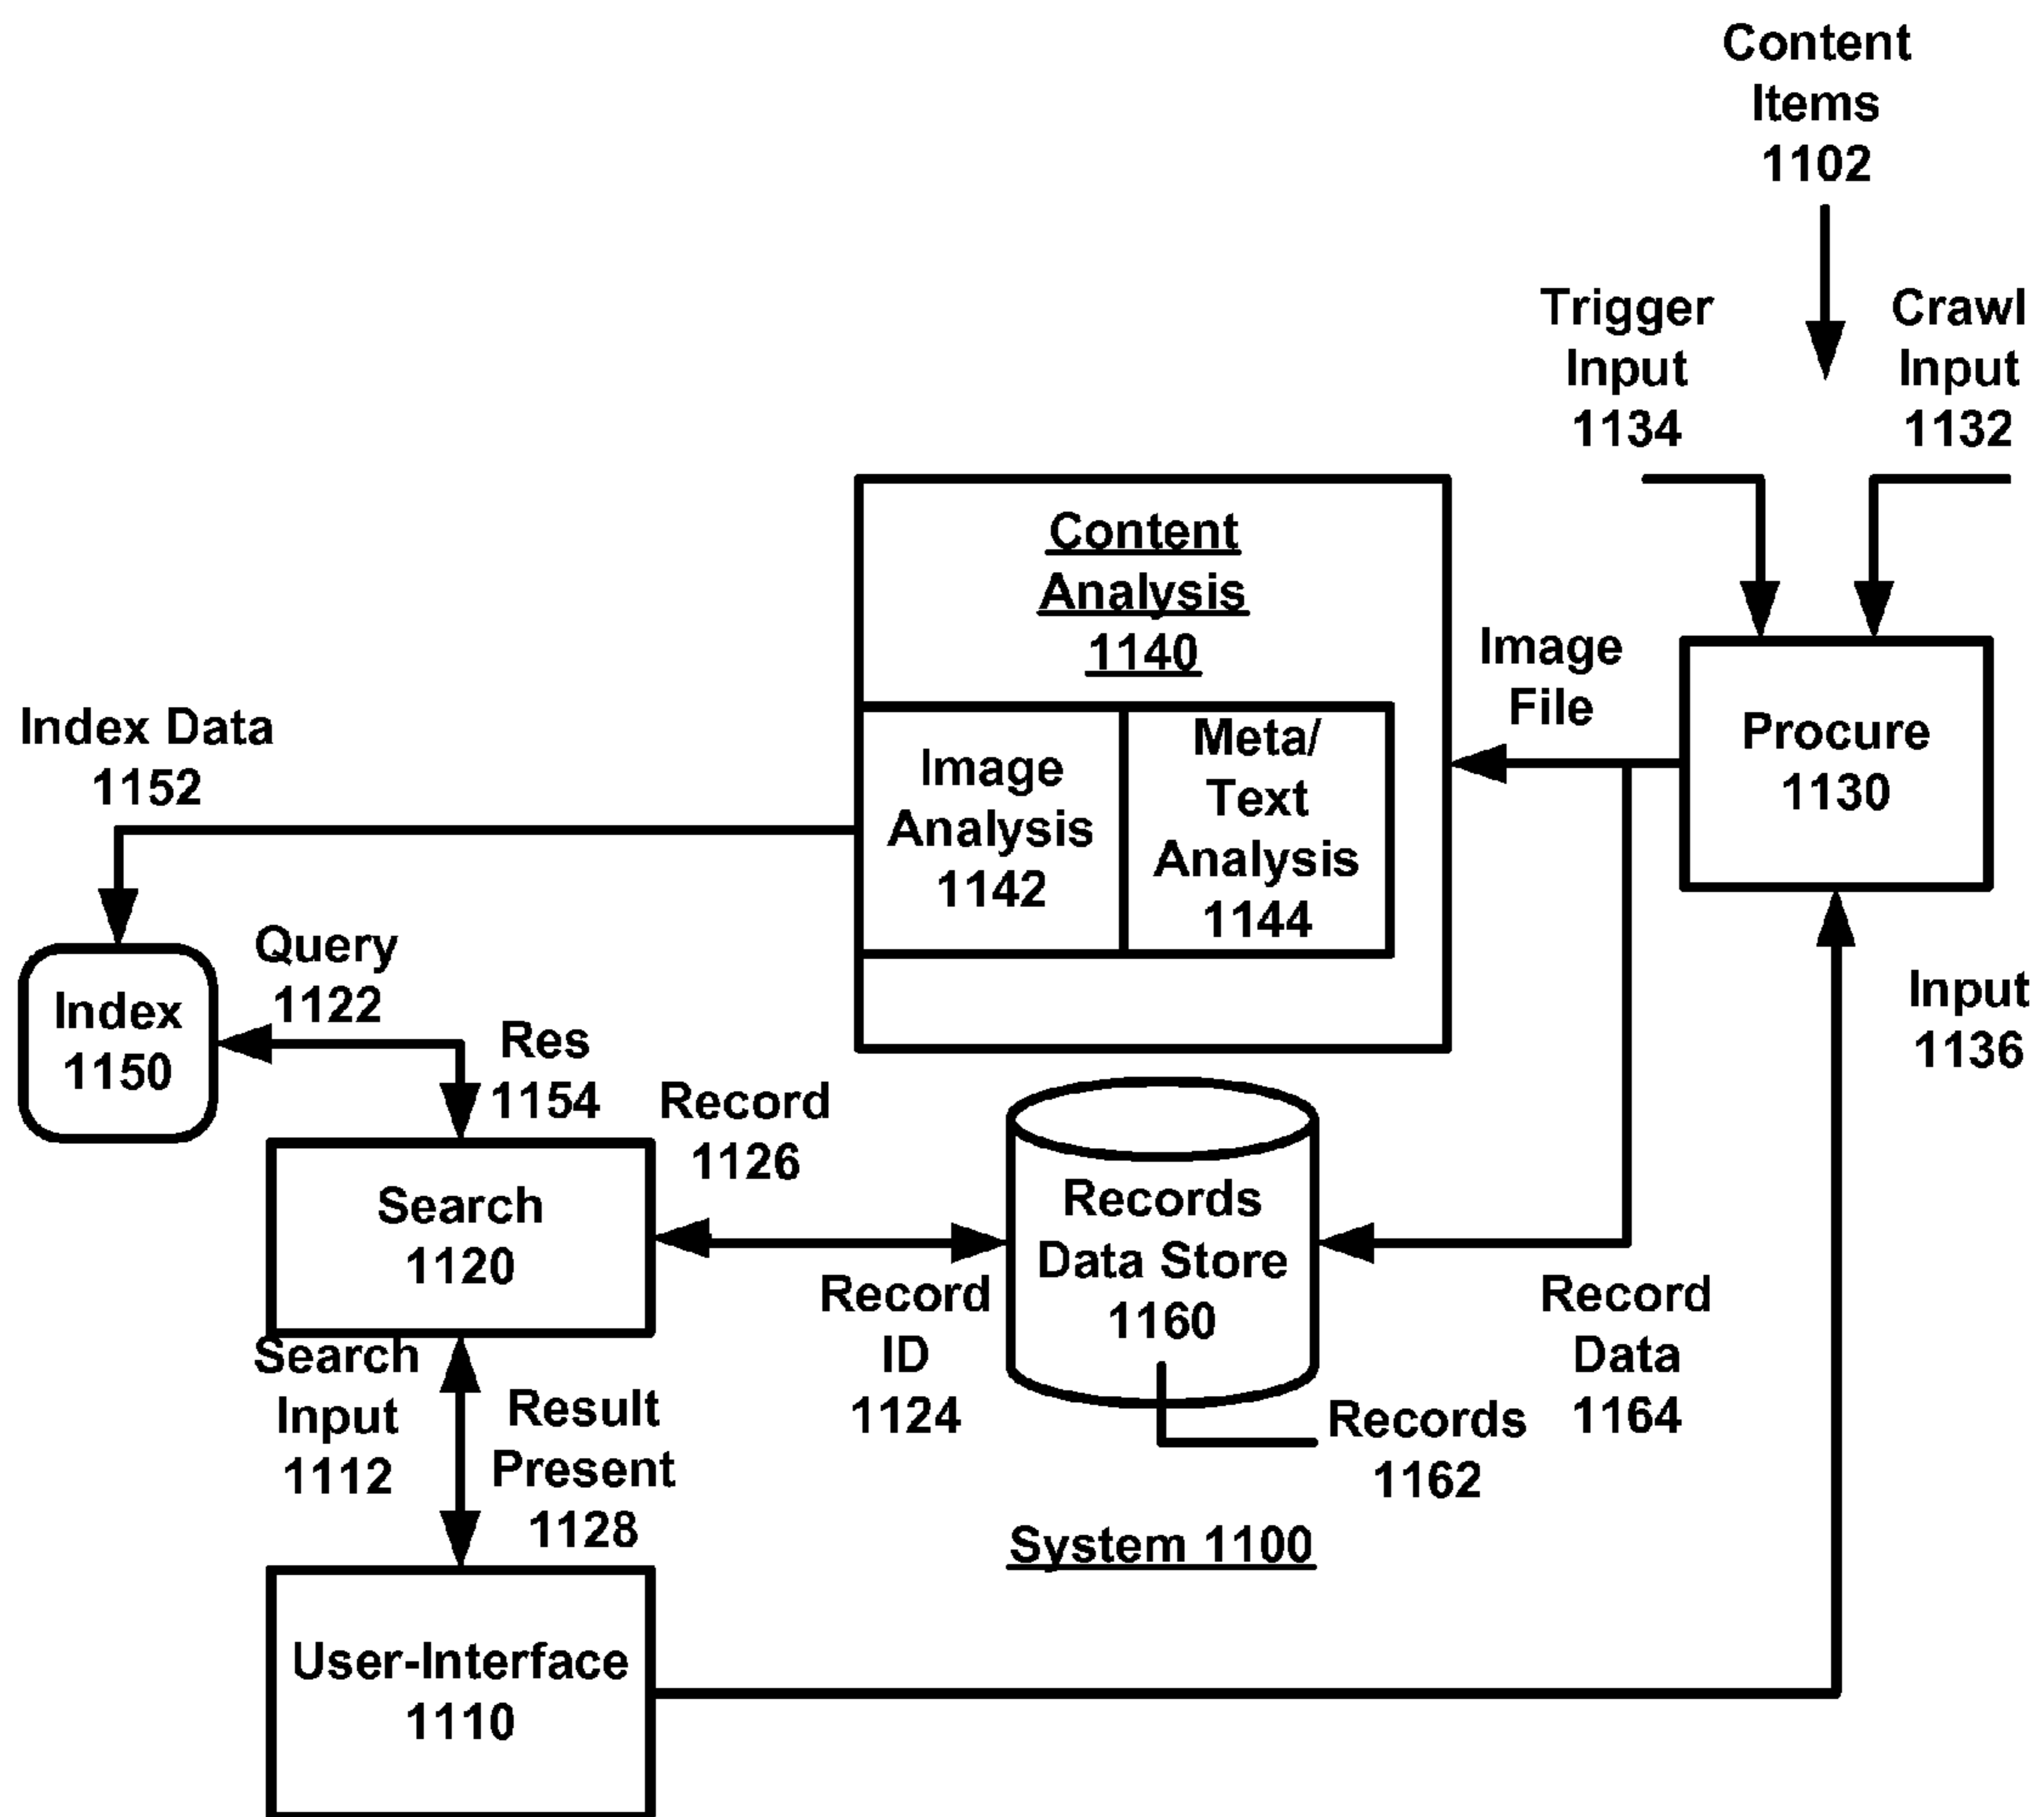 Content
Items
1102
Trigger
Input
1134
Crawl
Input
1132
Content
Analysis
1140
Image
File
Procure
1130
Index Data
1152
Image
Analysis
1142
Meta/
Text
Analysis
1144
Query
1122
Index
1150
Input
1136
Res
1154
Record
1126
Search
1120
Records
Data Store
1160
Record
ID
1124
Record
Data
1164
Search
Input
1112
Result
Present
1128
Records
1162
System 1100
User-Interface
1110